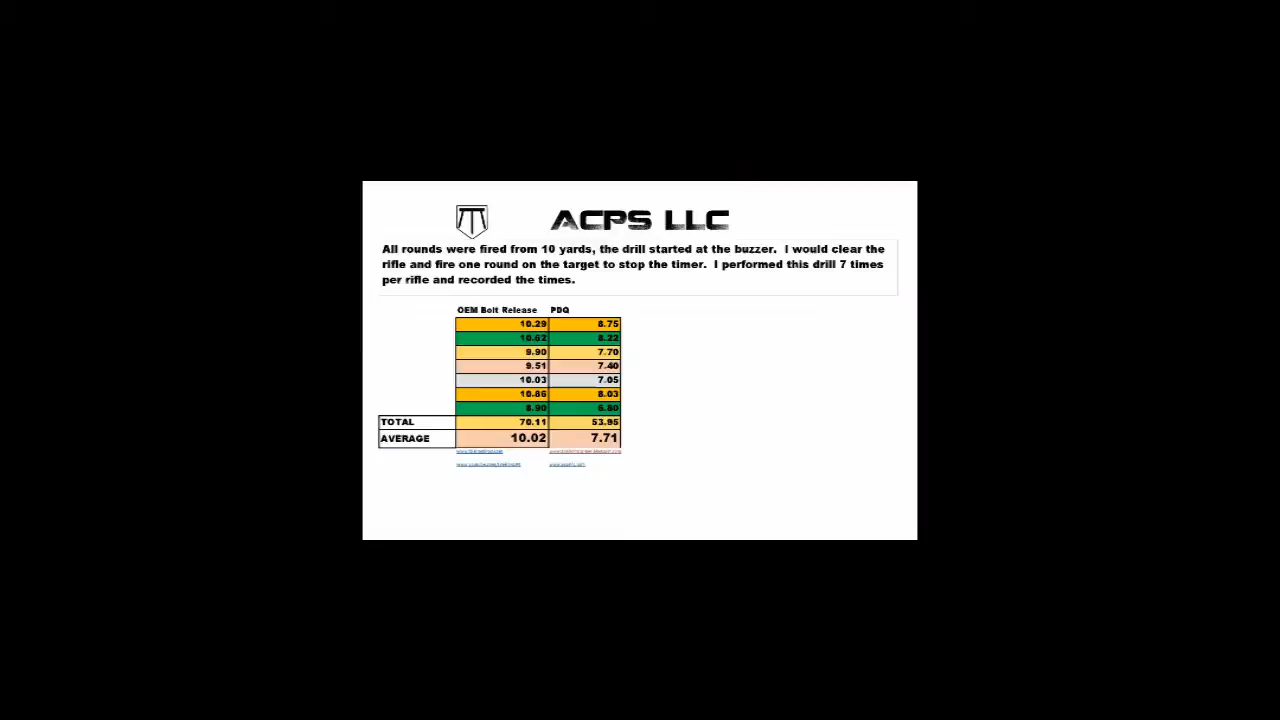 ACPS LLC
All rounds were fired from 10 yards, the drill started at the buzzer. I would clear the
rifle and fire one round on the target to stop the timer. I performed this drill 7 times
per rifle and recorded the times.
OEM Bolt Release PDQ
10.29 8.75
10.62 8.22
9.90 7.70
9.51 7.40
10.03 7.05
10.86 8.03
8.90 6.80
TOTAL 70.11 53.95
AVERAGE 10.02 7.71